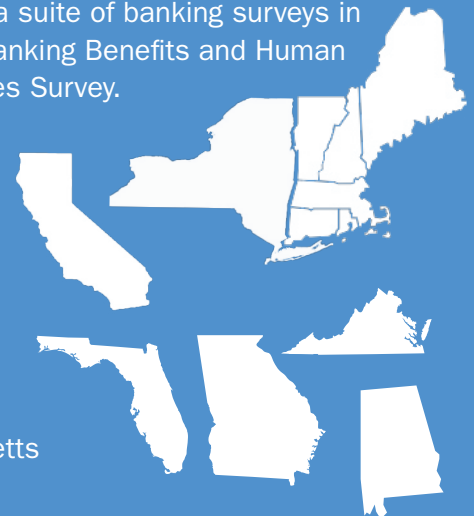 a suite of banking surveys in
anking Benefits and Human
es Survey.
etts